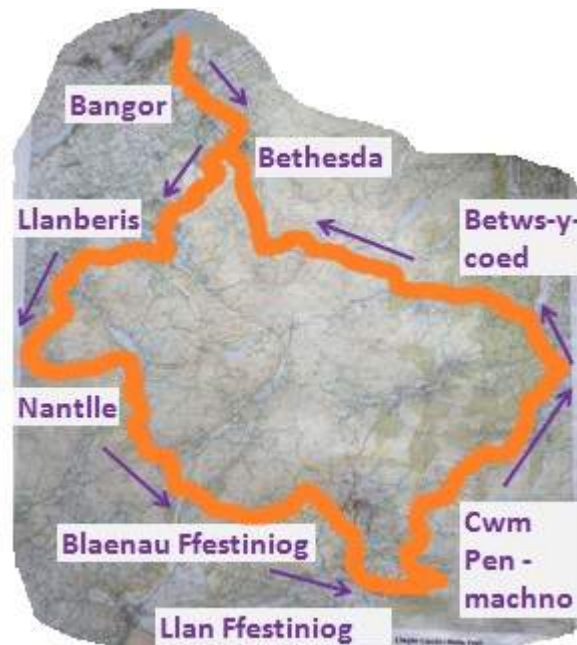 Bangor
Bethesda
Llanberis
Betws-y-
coed
Nantlle
Cwm
Pen -
machno
Blaenau Ffestiniog
Llan Ffestiniog